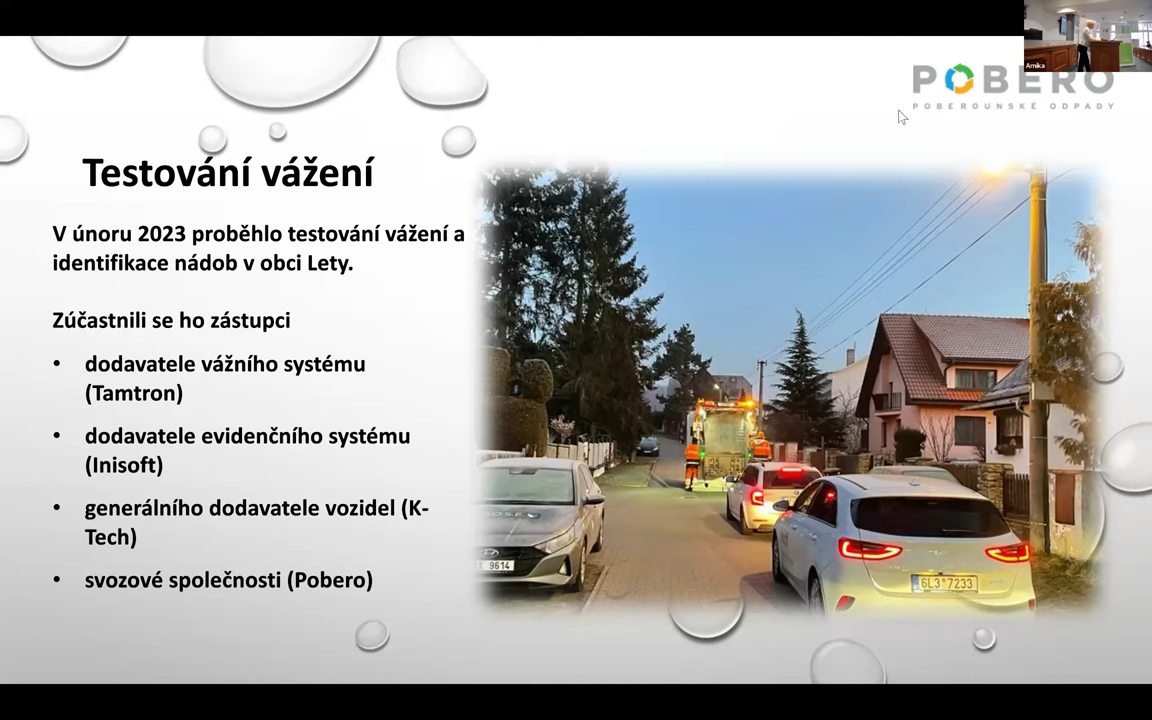 Arnika
POBERO
POBEROUNSKÉ ODPADY
Testování vážení
V únoru 2023 proběhlo testování vážení a
identifikace nádob v obci Lety.
Zúčastnili se ho zástupci
• dodavatele vážního systému
(Tamtron)
• dodavatele evidenčního systému
(Inisoft)
• generálního dodavatele vozidel (K-
Tech)
• svozové společnosti (Pobero)
9614
6L3 7233